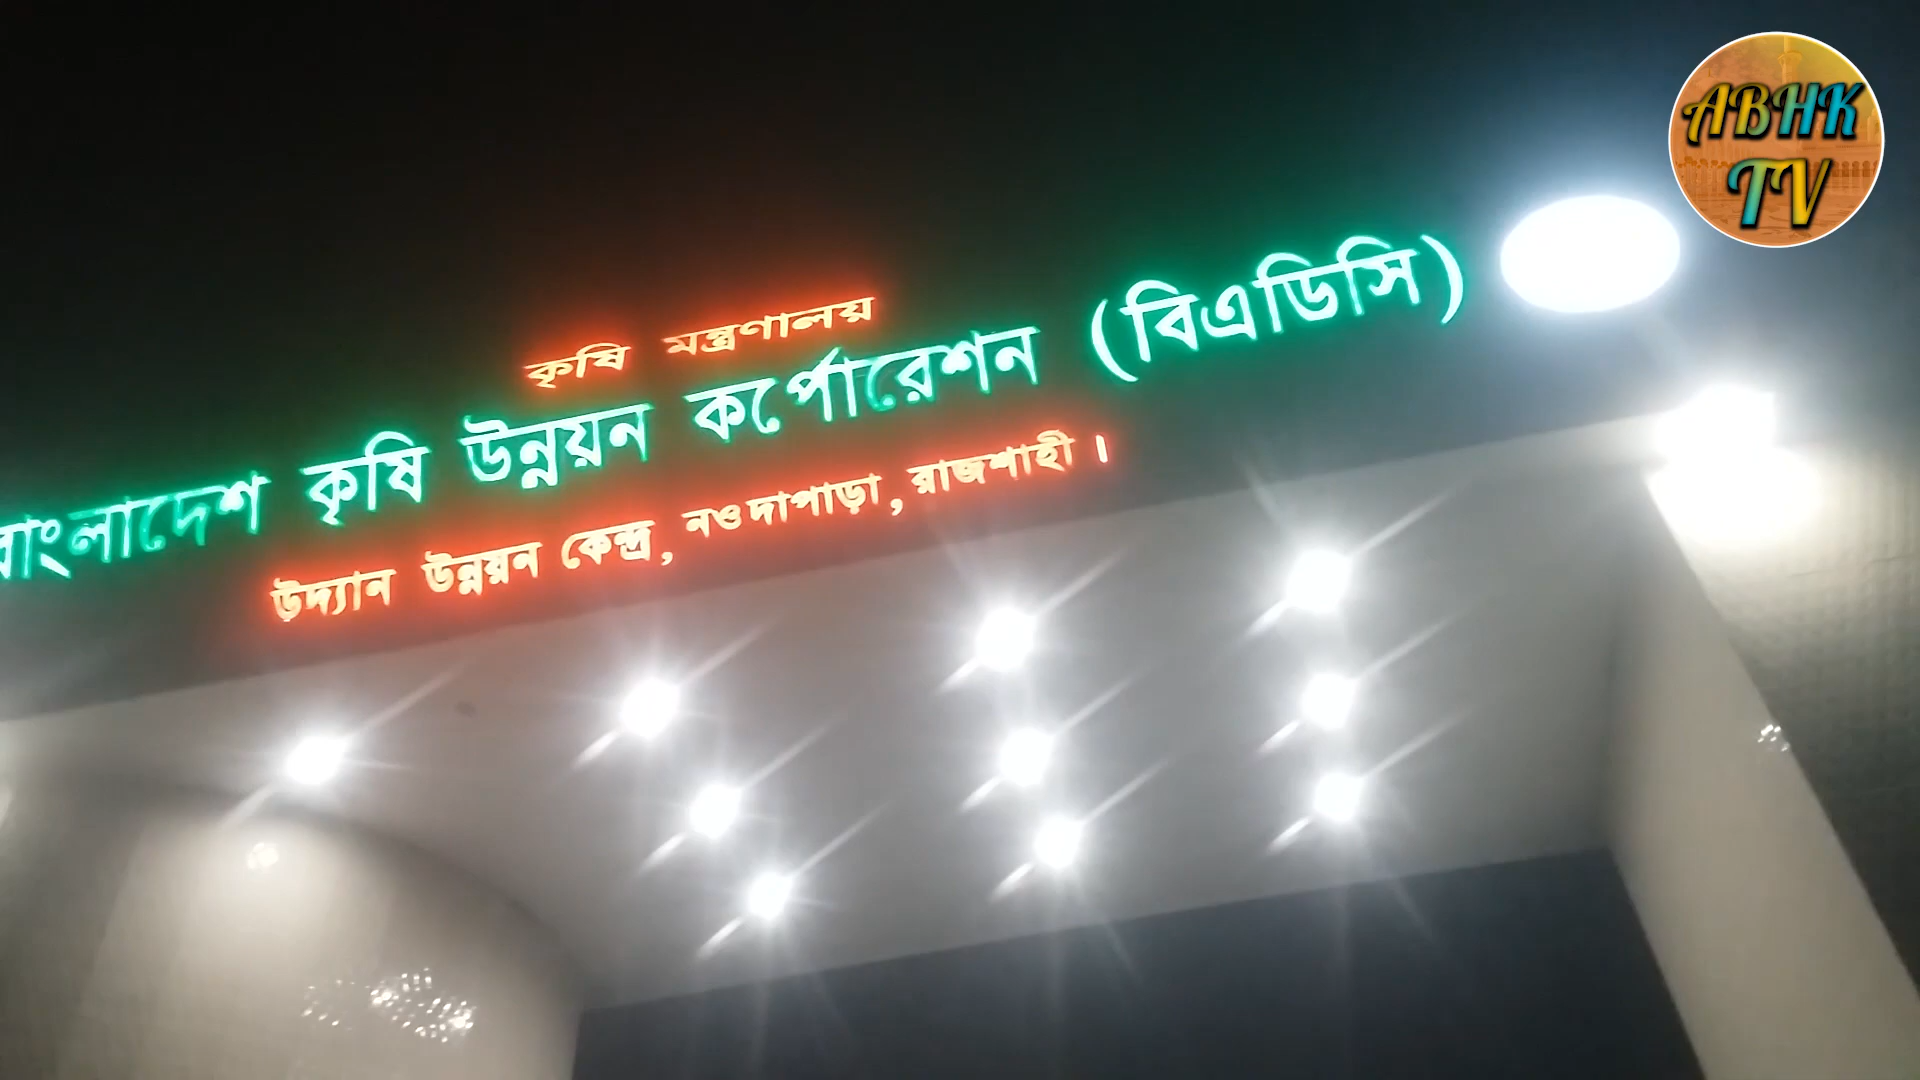 কৃষি মন্ত্রণালয়
বাংলাদেশ কৃষি উন্নয়ন কর্পোরেশন (বিএডিসি)
উদ্যান উন্নয়ন কেন্দ্র, নওদাপাড়া, রাজশাহী ।
ABHK
TV